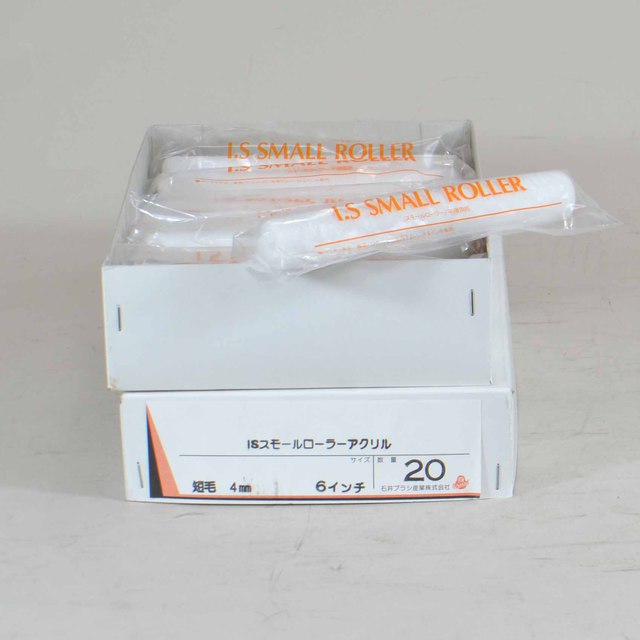 I.S SMALL ROLLER
I.S SMALL ROLLER
I.S SMALL ROLLER
I.S
ISスモールローラーアクリル
サイズ 数量
短毛 4mm 6インチ 20
石井ブラシ産業株式会社